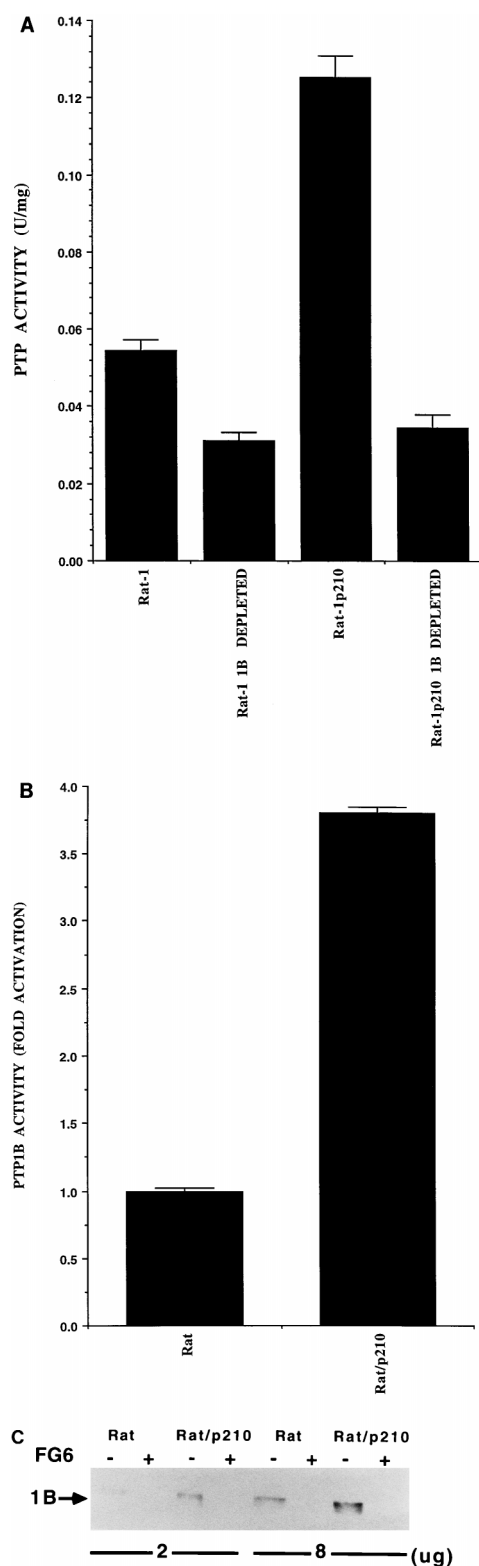 A
0.14
0.12
0.10
0.08
0.06
0.04
0.02
0.00
PTP ACTIVITY (U/mg)
Rat-1
Rat-1 1B DEPLETED
Rat-1p210
Rat-1p210 1B DEPLETED
B
4.0
3.5
3.0
2.5
2.0
1.5
1.0
0.5
0.0
PTP1B ACTIVITY (FOLD ACTIVATION)
Rat
Rat/p210
C
Rat Rat/p210 Rat Rat/p210
FG6 - + - + - + - +
1B
2 8 (ug)